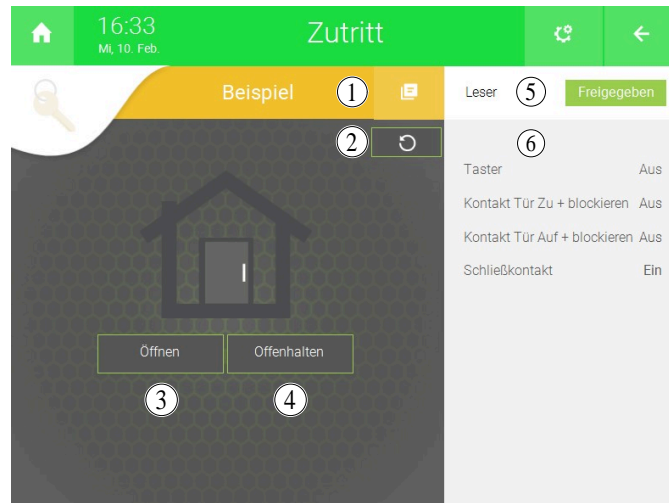 16:33
Mi, 10. Feb.
Zutritt
Beispiel
1
Leser
5
Freigegeben
2
6
Taster Aus
Kontakt Tür Zu + blockieren Aus
Kontakt Tür Auf + blockieren Aus
Schließkontakt Ein
Öffnen
Offenhalten
3
4